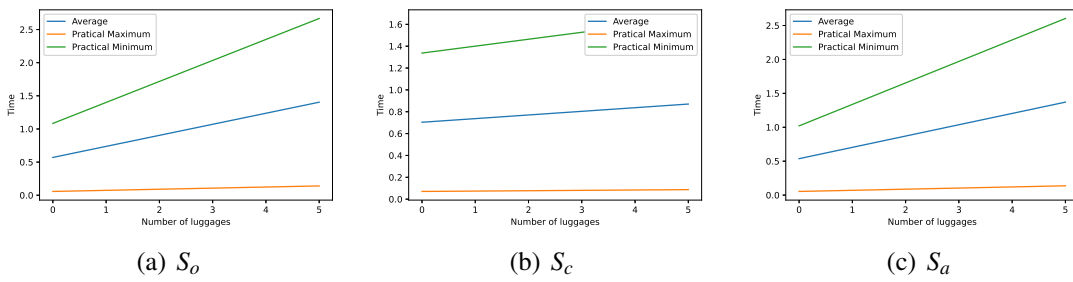 Average
Pratical Maximum
Practical Minimum
2.5
2.0
1.5
1.0
0.5
0.0
Time
0 1 2 3 4 5
Number of luggages
(a) S_o
Average
Pratical Maximum
Practical Minimum
1.6
1.4
1.2
1.0
0.8
0.6
0.4
0.2
0.0
Time
0 1 2 3 4 5
Number of luggages
(b) S_c
Average
Pratical Maximum
Practical Minimum
2.5
2.0
1.5
1.0
0.5
0.0
Time
0 1 2 3 4 5
Number of luggages
(c) S_a